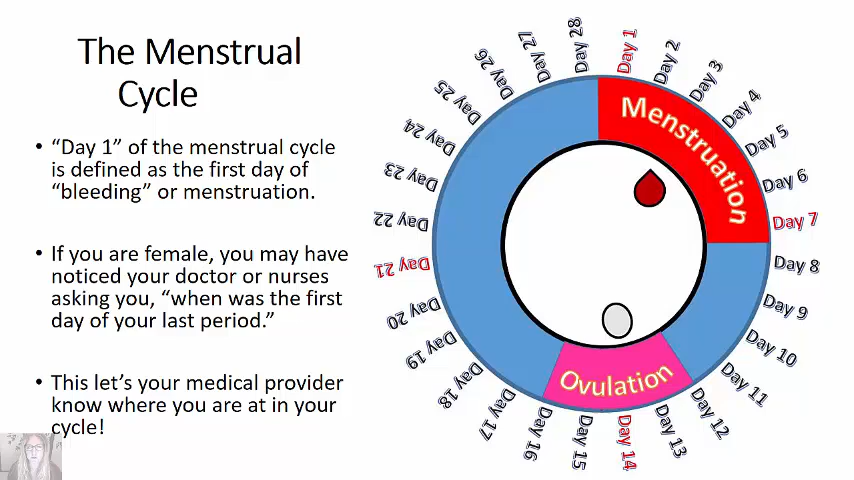 The Menstrual
Cycle
• “Day 1” of the menstrual cycle
is defined as the first day of
“bleeding” or menstruation.
• If you are female, you may have
noticed your doctor or nurses
asking you, “when was the first
day of your last period.”
• This let’s your medical provider
know where you are at in your
cycle!
Menstruation
Ovulation
Day 1
Day 2
Day 3
Day 4
Day 5
Day 6
Day 7
Day 8
Day 9
Day 10
Day 11
Day 12
Day 13
Day 14
Day 15
Day 16
Day 17
Day 18
Day 19
Day 20
Day 21
Day 22
Day 23
Day 24
Day 25
Day 26
Day 27
Day 28